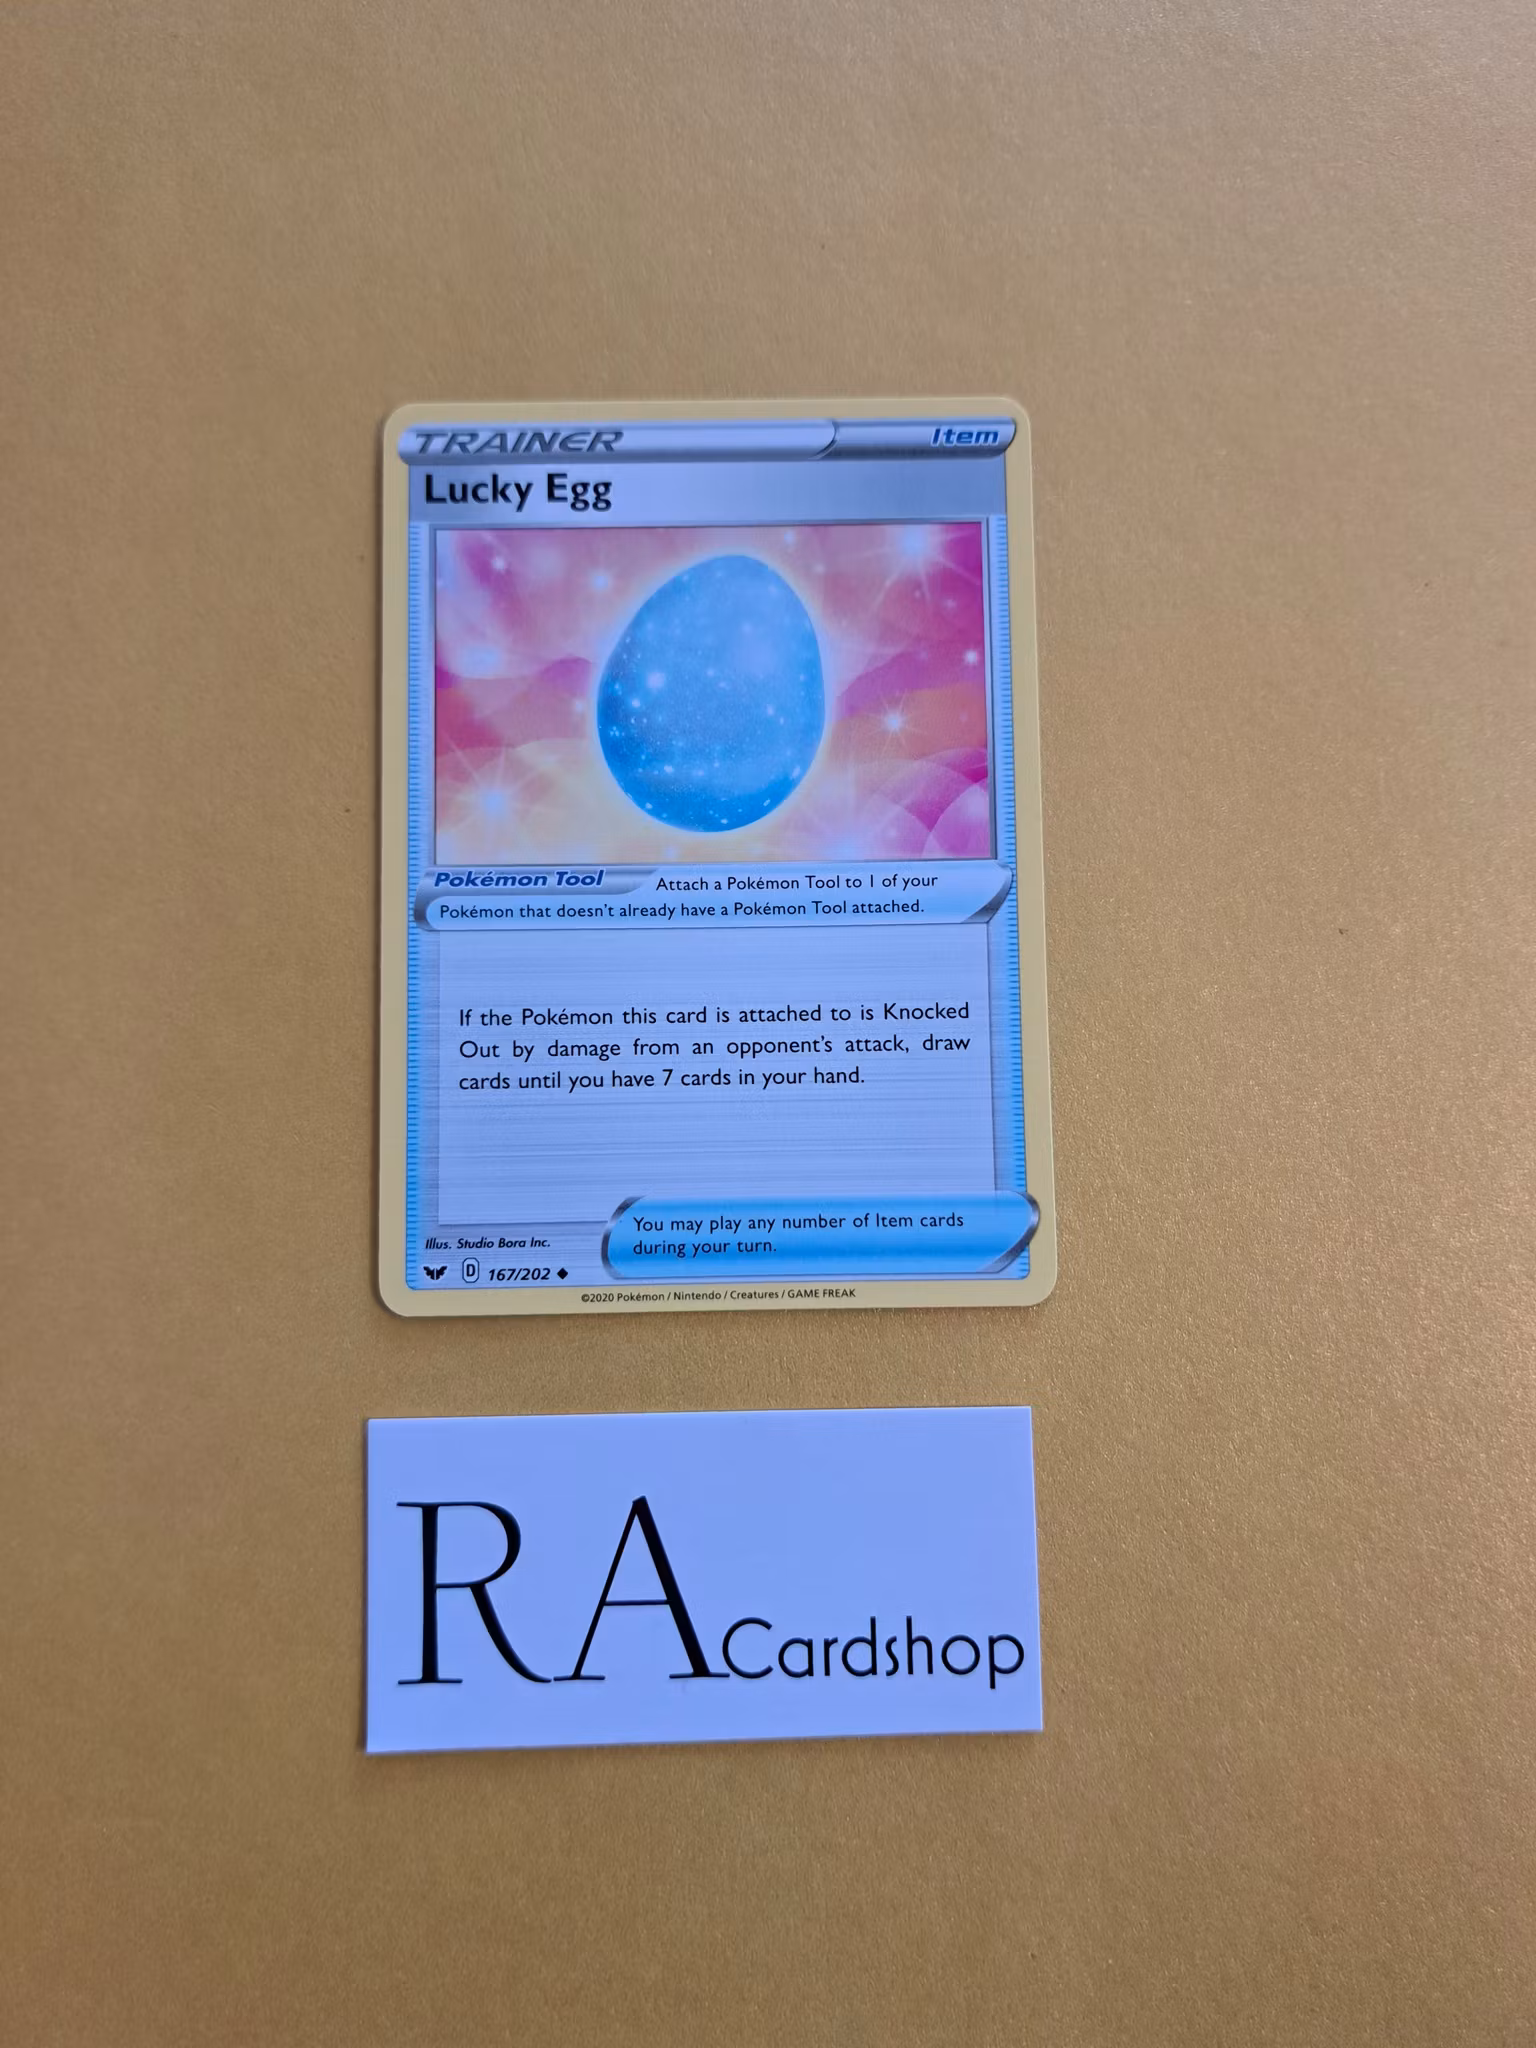 TRAINER Item
Lucky Egg
Pokémon Tool Attach a Pokémon Tool to 1 of your
Pokémon that doesn't already have a Pokémon Tool attached.
If the Pokémon this card is attached to is Knocked
Out by damage from an opponent's attack, draw
cards until you have 7 cards in your hand.
You may play any number of Item cards
during your turn.
Illus. Studio Bora Inc.
D 167/202 ◆
©2020 Pokémon / Nintendo / Creatures / GAME FREAK
RA Cardshop